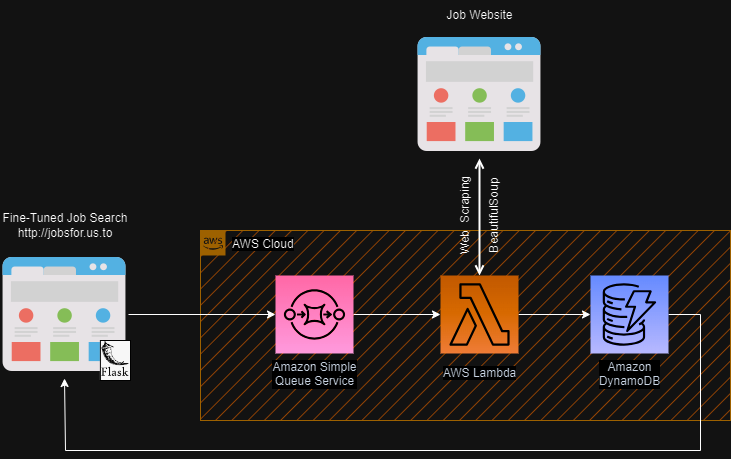 Job Website
Web Scraping
BeautifulSoup
Fine-Tuned Job Search
http://jobsfor.us.to
aws
AWS Cloud
Flask
Amazon Simple
Queue Service
AWS Lambda
Amazon
DynamoDB